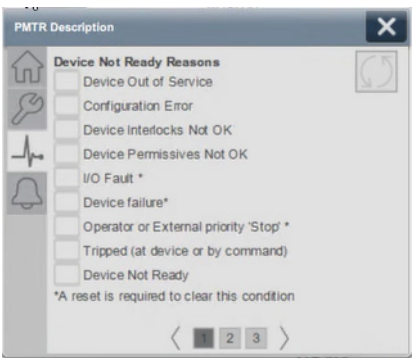 PMTR Description
Device Not Ready Reasons
Device Out of Service
Configuration Error
Device Interlocks Not OK
Device Permissives Not OK
I/O Fault *
Device failure*
Operator or External priority 'Stop' *
Tripped (at device or by command)
Device Not Ready
*A reset is required to clear this condition
1 2 3